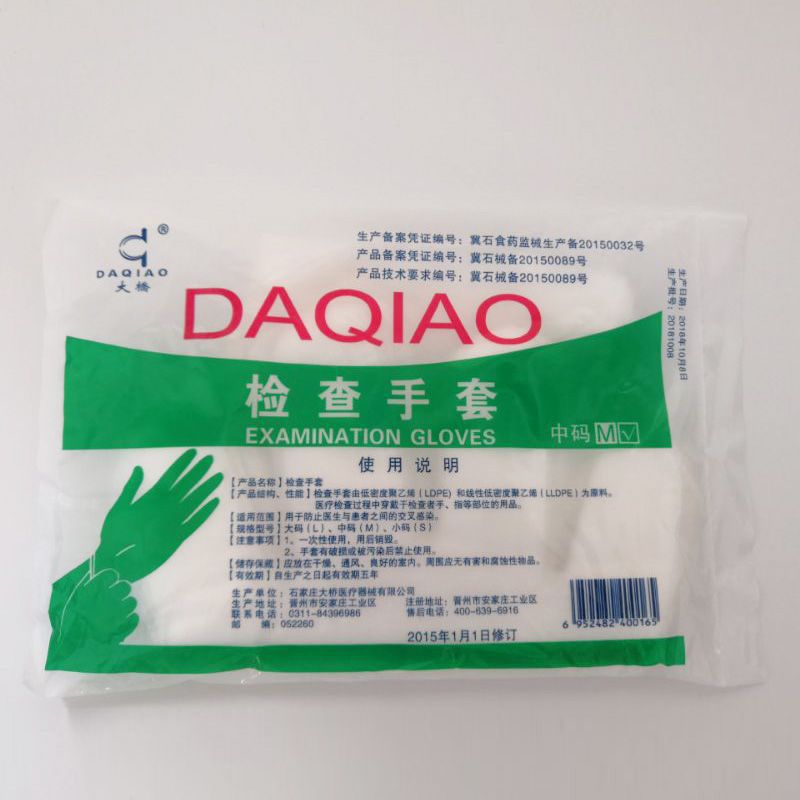 ®
DAQIAO
大橋
生产备案凭证编号：冀石食药监械生产备20150032号
产品备案凭证编号：冀石械备20150089号
产品技术要求编号：冀石械备20150089号
生产日期：2018年10月8日
生产批号：20181008
DAQIAO
检查手套
EXAMINATION GLOVES
中码 M √
使用说明
【产品名称】检查手套
【产品结构、性能】检查手套由低密度聚乙烯（LDPE）和线性低密度聚乙烯（LLDPE）为原料。
医疗检查过程中穿戴于检查者手、指等部位的用品。
【适用范围】用于防止医生与患者之间的交叉感染。
【规格型号】大码（L）、中码（M）、小码（S）
【注意事项】1、一次性使用，用后销毁。
2、手套有破损或被污染后禁止使用。
【储存保藏】应放在干燥、通风、良好的室内。周围应无有害和腐蚀性物品。
【有效期】自生产之日起有效期五年
生产单位：石家庄大桥医疗器械有限公司
生产地址：晋州市安家庄工业区 注册地址：晋州市安家庄工业区
联系电话：0311-84396986 售后电话：400-639-6916
邮编：052260
2015年1月1日修订
6 952482 400165